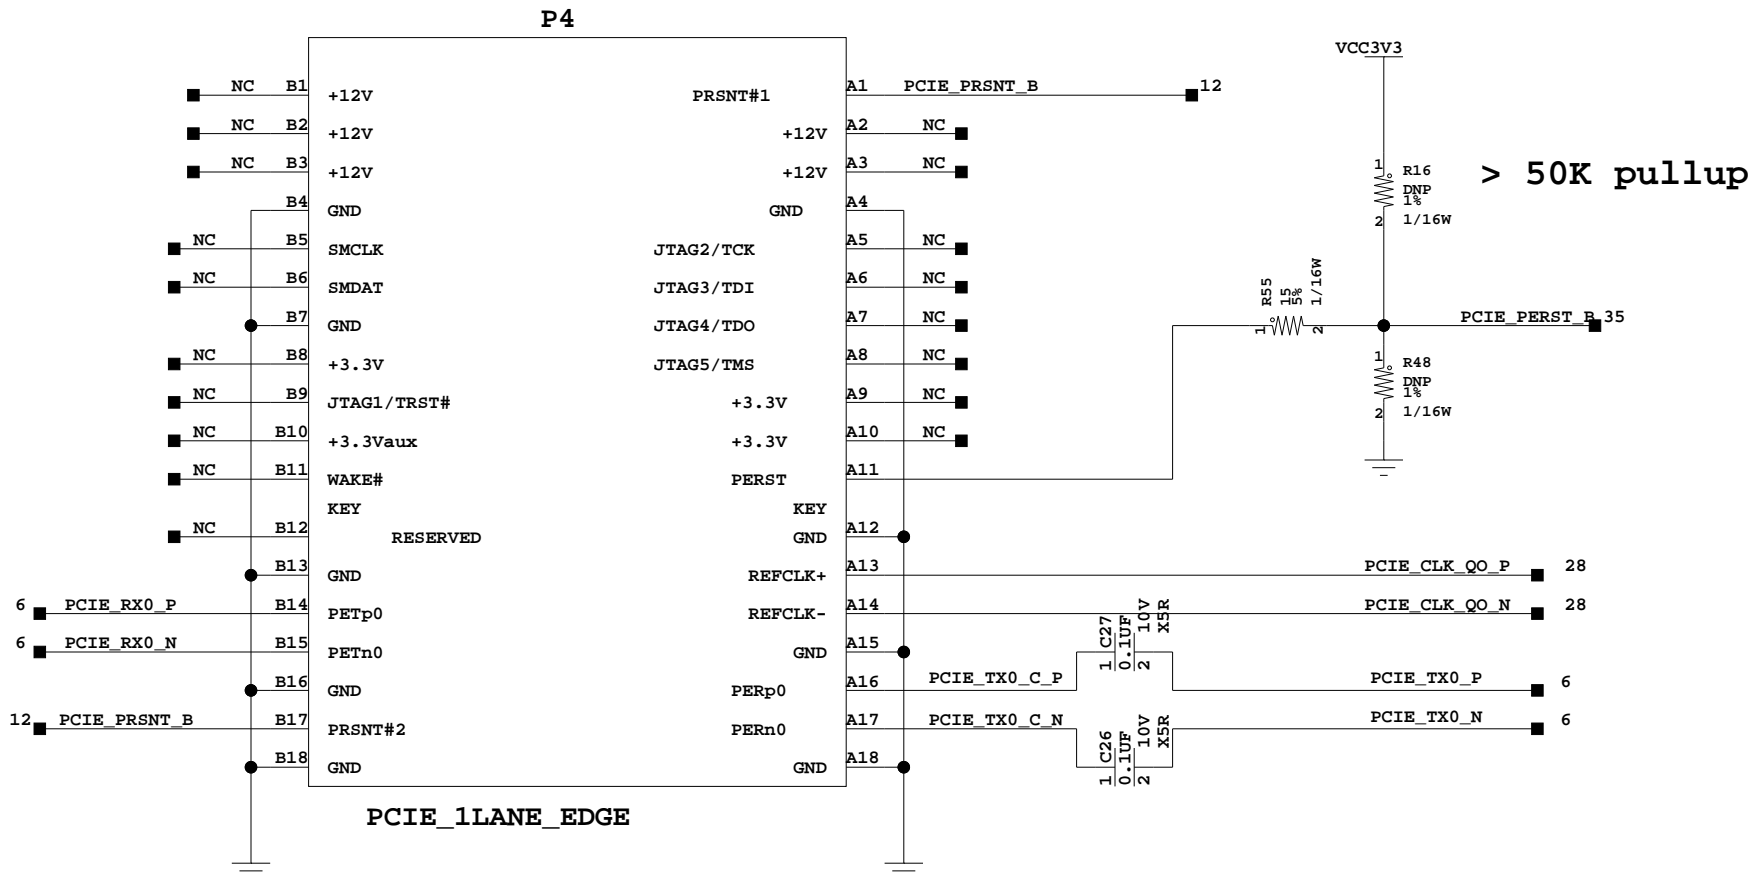 P4
VCC3V3
NC B1 +12V PRSNT#1 A1 PCIE_PRSNT_B 12
NC B2 +12V +12V A2 NC
NC B3 +12V +12V A3 NC
1 R16 > 50K pullup
DNP
1%
2 1/16W
B4 GND GND A4
NC B5 SMCLK JTAG2/TCK A5 NC
NC B6 SMDAT JTAG3/TDI A6 NC
R55 15 5% 1/16W
1 2
B7 GND JTAG4/TDO A7 NC
PCIE_PERST_B 35
NC B8 +3.3V JTAG5/TMS A8 NC
1 R48
DNP
1%
2 1/16W
NC B9 JTAG1/TRST# +3.3V A9 NC
NC B10 +3.3Vaux +3.3V A10 NC
NC B11 WAKE# PERST A11
KEY KEY
NC B12 RESERVED GND A12
B13 GND REFCLK+ A13 PCIE_CLK_QO_P 28
6 PCIE_RX0_P B14 PETp0 REFCLK- A14 PCIE_CLK_QO_N 28
6 PCIE_RX0_N B15 PETn0 GND A15
1 C27 0.1UF 2 10V X5R
B16 GND PERp0 A16 PCIE_TX0_C_P PCIE_TX0_P 6
12 PCIE_PRSNT_B B17 PRSNT#2 PERn0 A17 PCIE_TX0_C_N PCIE_TX0_N 6
1 C26 0.1UF 2 10V X5R
B18 GND GND A18
PCIE_1LANE_EDGE